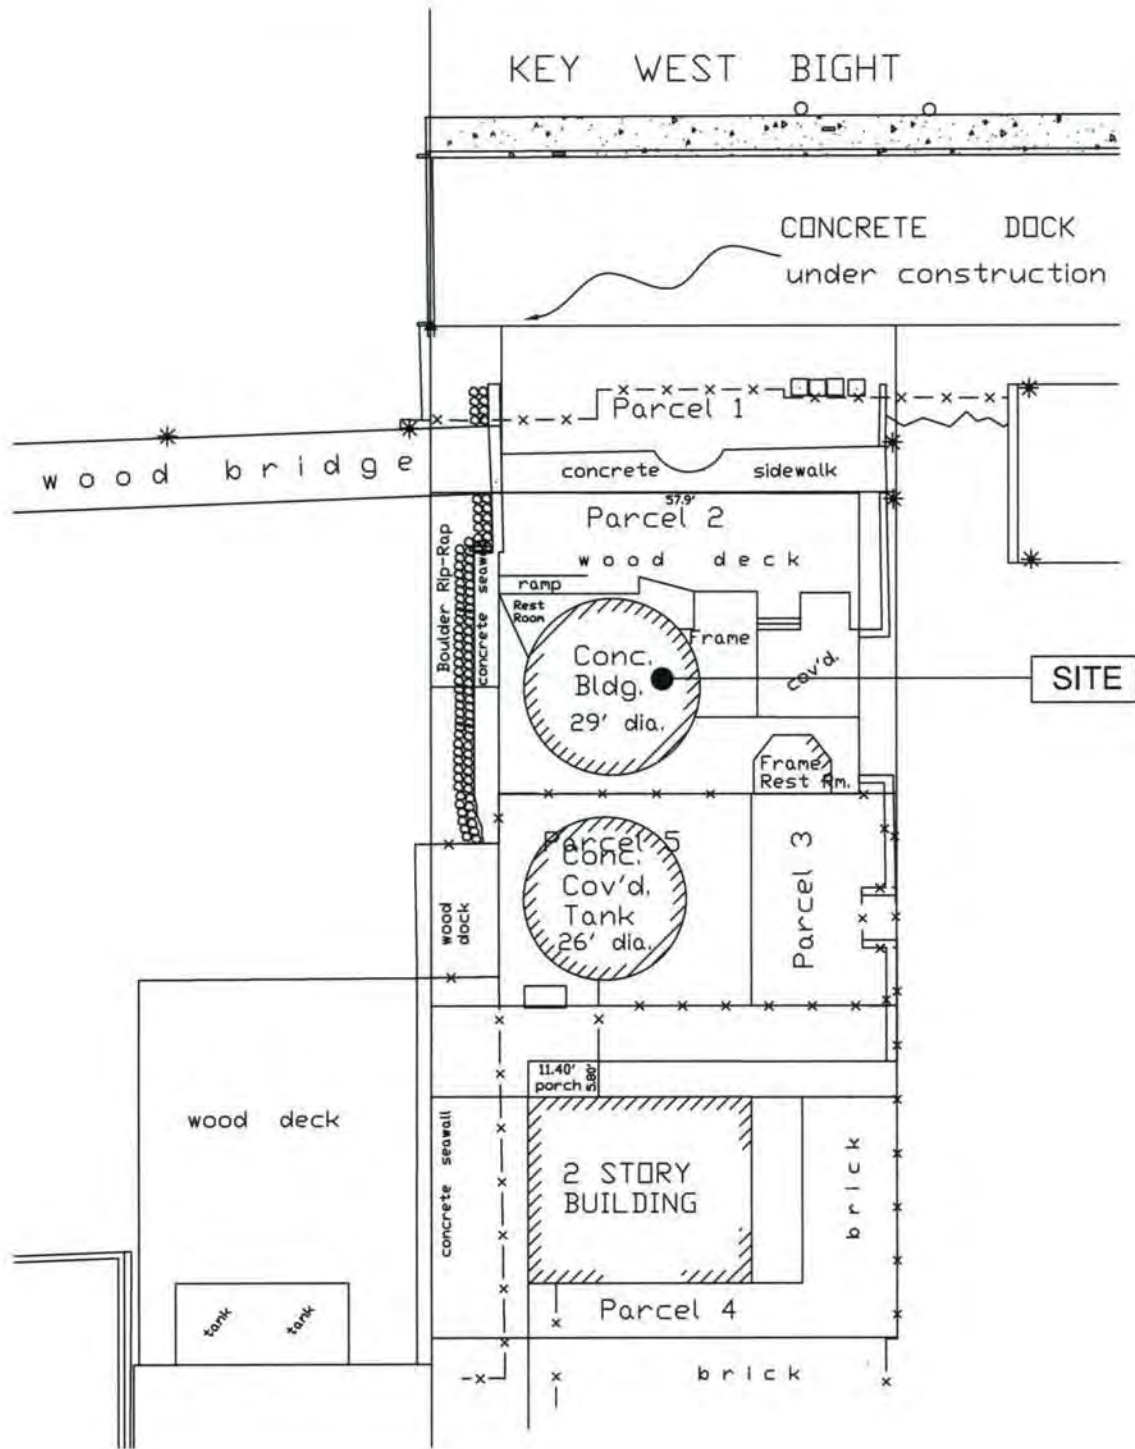 KEY WEST BIGHT
CONCRETE DOCK
under construction
Parcel 1
wood bridge
concrete sidewalk
57.9'
Parcel 2
wood deck
Boulder Rip-Rap
concrete seawall
ramp
Rest
Room
Frame
Conc.
Bldg.
29' dia.
cov'd.
SITE
Frame
Rest Rm.
Parcel 5
Conc.
Cov'd.
Tank
26' dia.
Parcel 3
wood
dock
11.40'
porch
5.80'
wood deck
concrete seawall
2 STORY
BUILDING
brick
tank
tank
Parcel 4
brick